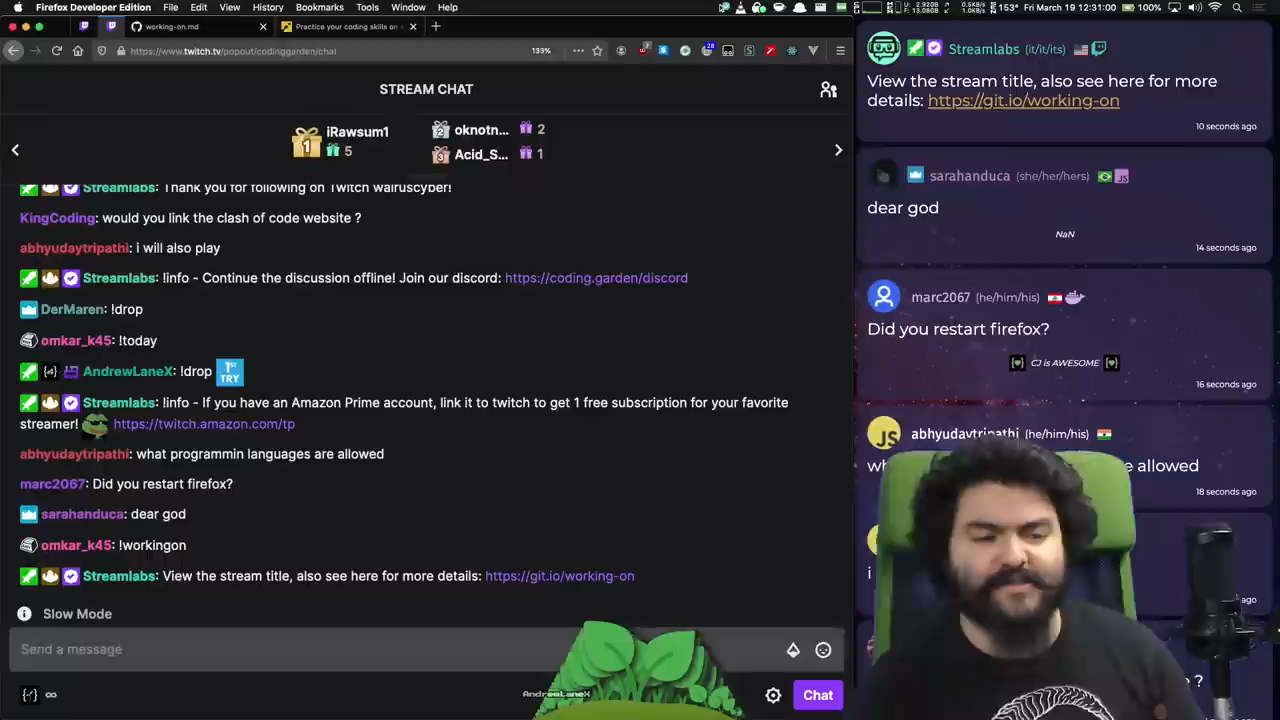 Firefox Developer Edition File Edit View History Bookmarks Tools Window Help
153° 100% Fri March 19 12:31:00
working-on.md
Practice your coding skills on
https://www.twitch.tv/popout/codinggarden/chat
133%
STREAM CHAT
iRawsum1
5
oknotn... 2
Acid_S... 1
Streamlabs: Thank you for following on Twitch walruscyber!
KingCoding: would you link the clash of code website ?
abhyudaytripathi: i will also play
Streamlabs: !info - Continue the discussion offline! Join our discord: https://coding.garden/discord
DerMaren: !drop
omkar_k45: !today
AndrewLaneX: !drop 1ST TRY
Streamlabs: !info - If you have an Amazon Prime account, link it to twitch to get 1 free subscription for your favorite
streamer! https://twitch.amazon.com/tp
abhyudaytripathi: what programmin languages are allowed
marc2067: Did you restart firefox?
sarahanduca: dear god
omkar_k45: !workingon
Streamlabs: View the stream title, also see here for more details: https://git.io/working-on
Slow Mode
Send a message
AndrewLaneX
Chat
Streamlabs (it/it/its)
View the stream title, also see here for more
details: https://git.io/working-on
10 seconds ago
sarahanduca (she/her/hers)
dear god
NaN
14 seconds ago
marc2067 (he/him/his)
Did you restart firefox?
CJ is AWESOME
16 seconds ago
JS abhyudaytripathi (he/him/his)
e allowed
18 seconds ago
i
ago
?